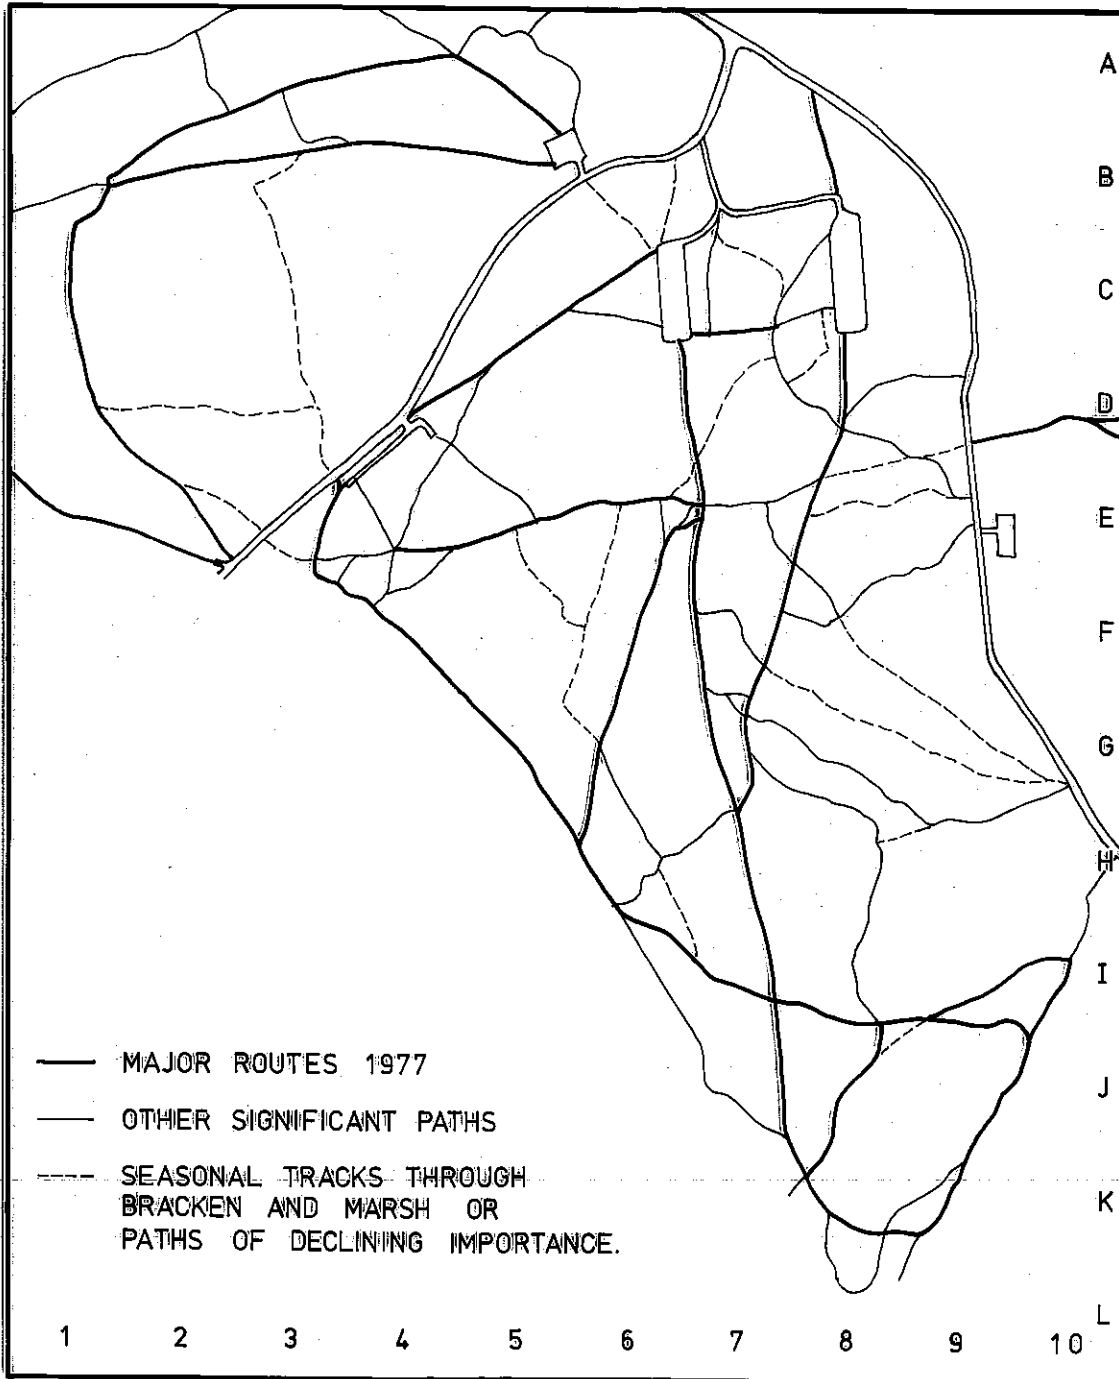 A
B
C
D
E
F
G
H
I
J
K
L
MAJOR ROUTES 1977
OTHER SIGNIFICANT PATHS
SEASONAL TRACKS THROUGH
BRACKEN AND MARSH OR
PATHS OF DECLINING IMPORTANCE.
1 2 3 4 5 6 7 8 9 10